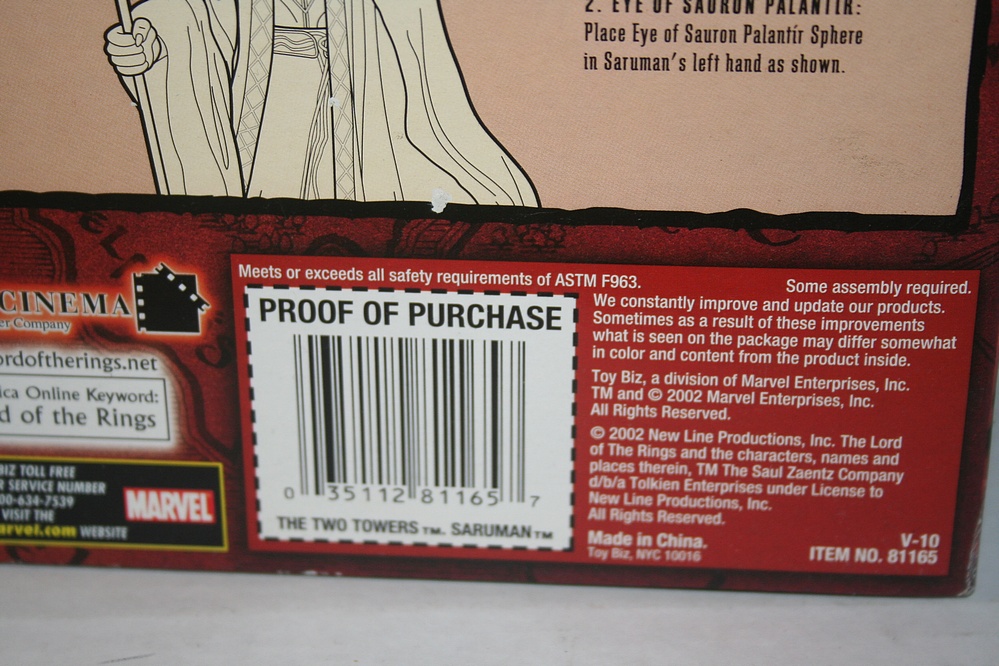 2. EYE OF SAURON PALANTÍR:
Place Eye of Sauron Palantír Sphere
in Saruman's left hand as shown.
CINEMA
er Company
ordoftherings.net
ica Online Keyword:
d of the Rings
BIZ TOLL FREE
R SERVICE NUMBER
00-634-7539
VISIT THE
arvel.com WEBSITE
MARVEL
Meets or exceeds all safety requirements of ASTM F963.
PROOF OF PURCHASE
0 35112 81165 7
THE TWO TOWERS™. SARUMAN™
Some assembly required.
We constantly improve and update our products.
Sometimes as a result of these improvements
what is seen on the package may differ somewhat
in color and content from the product inside.
Toy Biz, a division of Marvel Enterprises, Inc.
TM and © 2002 Marvel Enterprises, Inc.
All Rights Reserved.
© 2002 New Line Productions, Inc. The Lord
of The Rings and the characters, names and
places therein, TM The Saul Zaentz Company
d/b/a Tolkien Enterprises under License to
New Line Productions, Inc.
All Rights Reserved.
Made in China.
Toy Biz, NYC 10016
V-10
ITEM NO. 81165